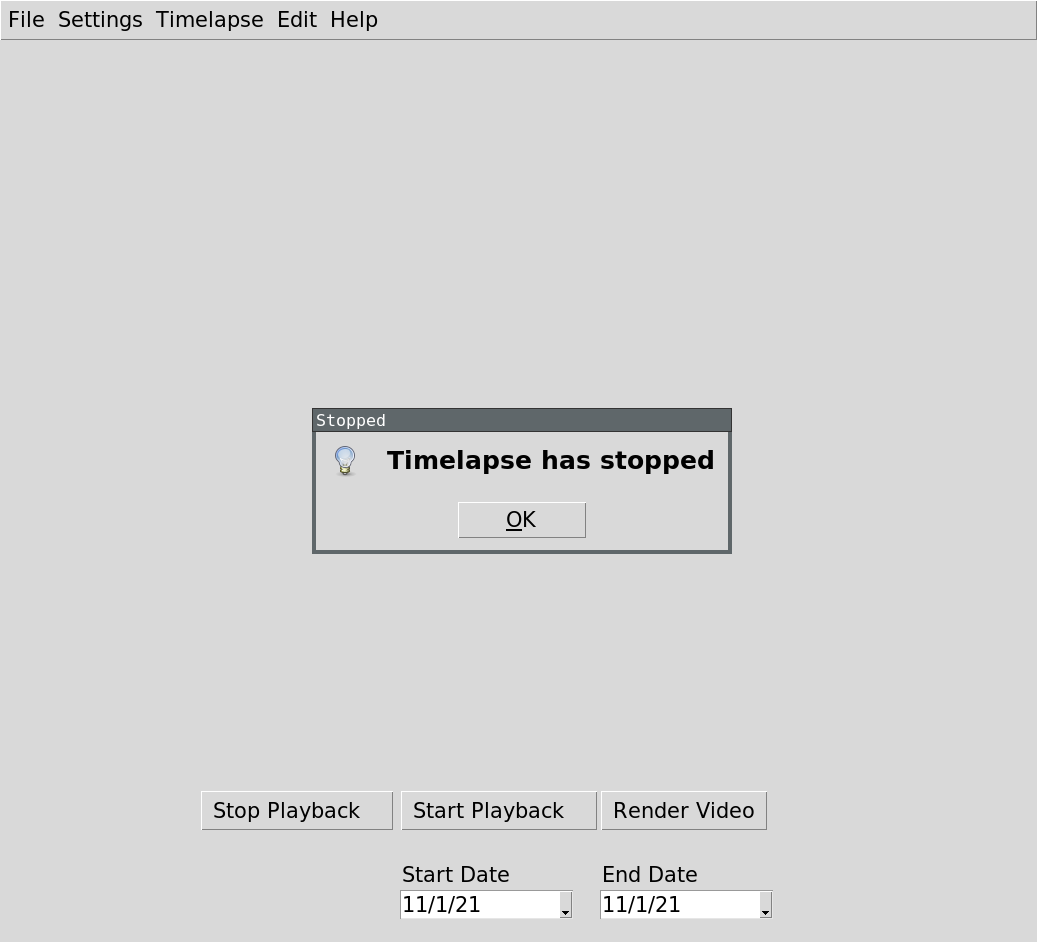 File Settings Timelapse Edit Help
Stopped
Timelapse has stopped
OK
Stop Playback Start Playback Render Video
Start Date End Date
11/1/21 11/1/21